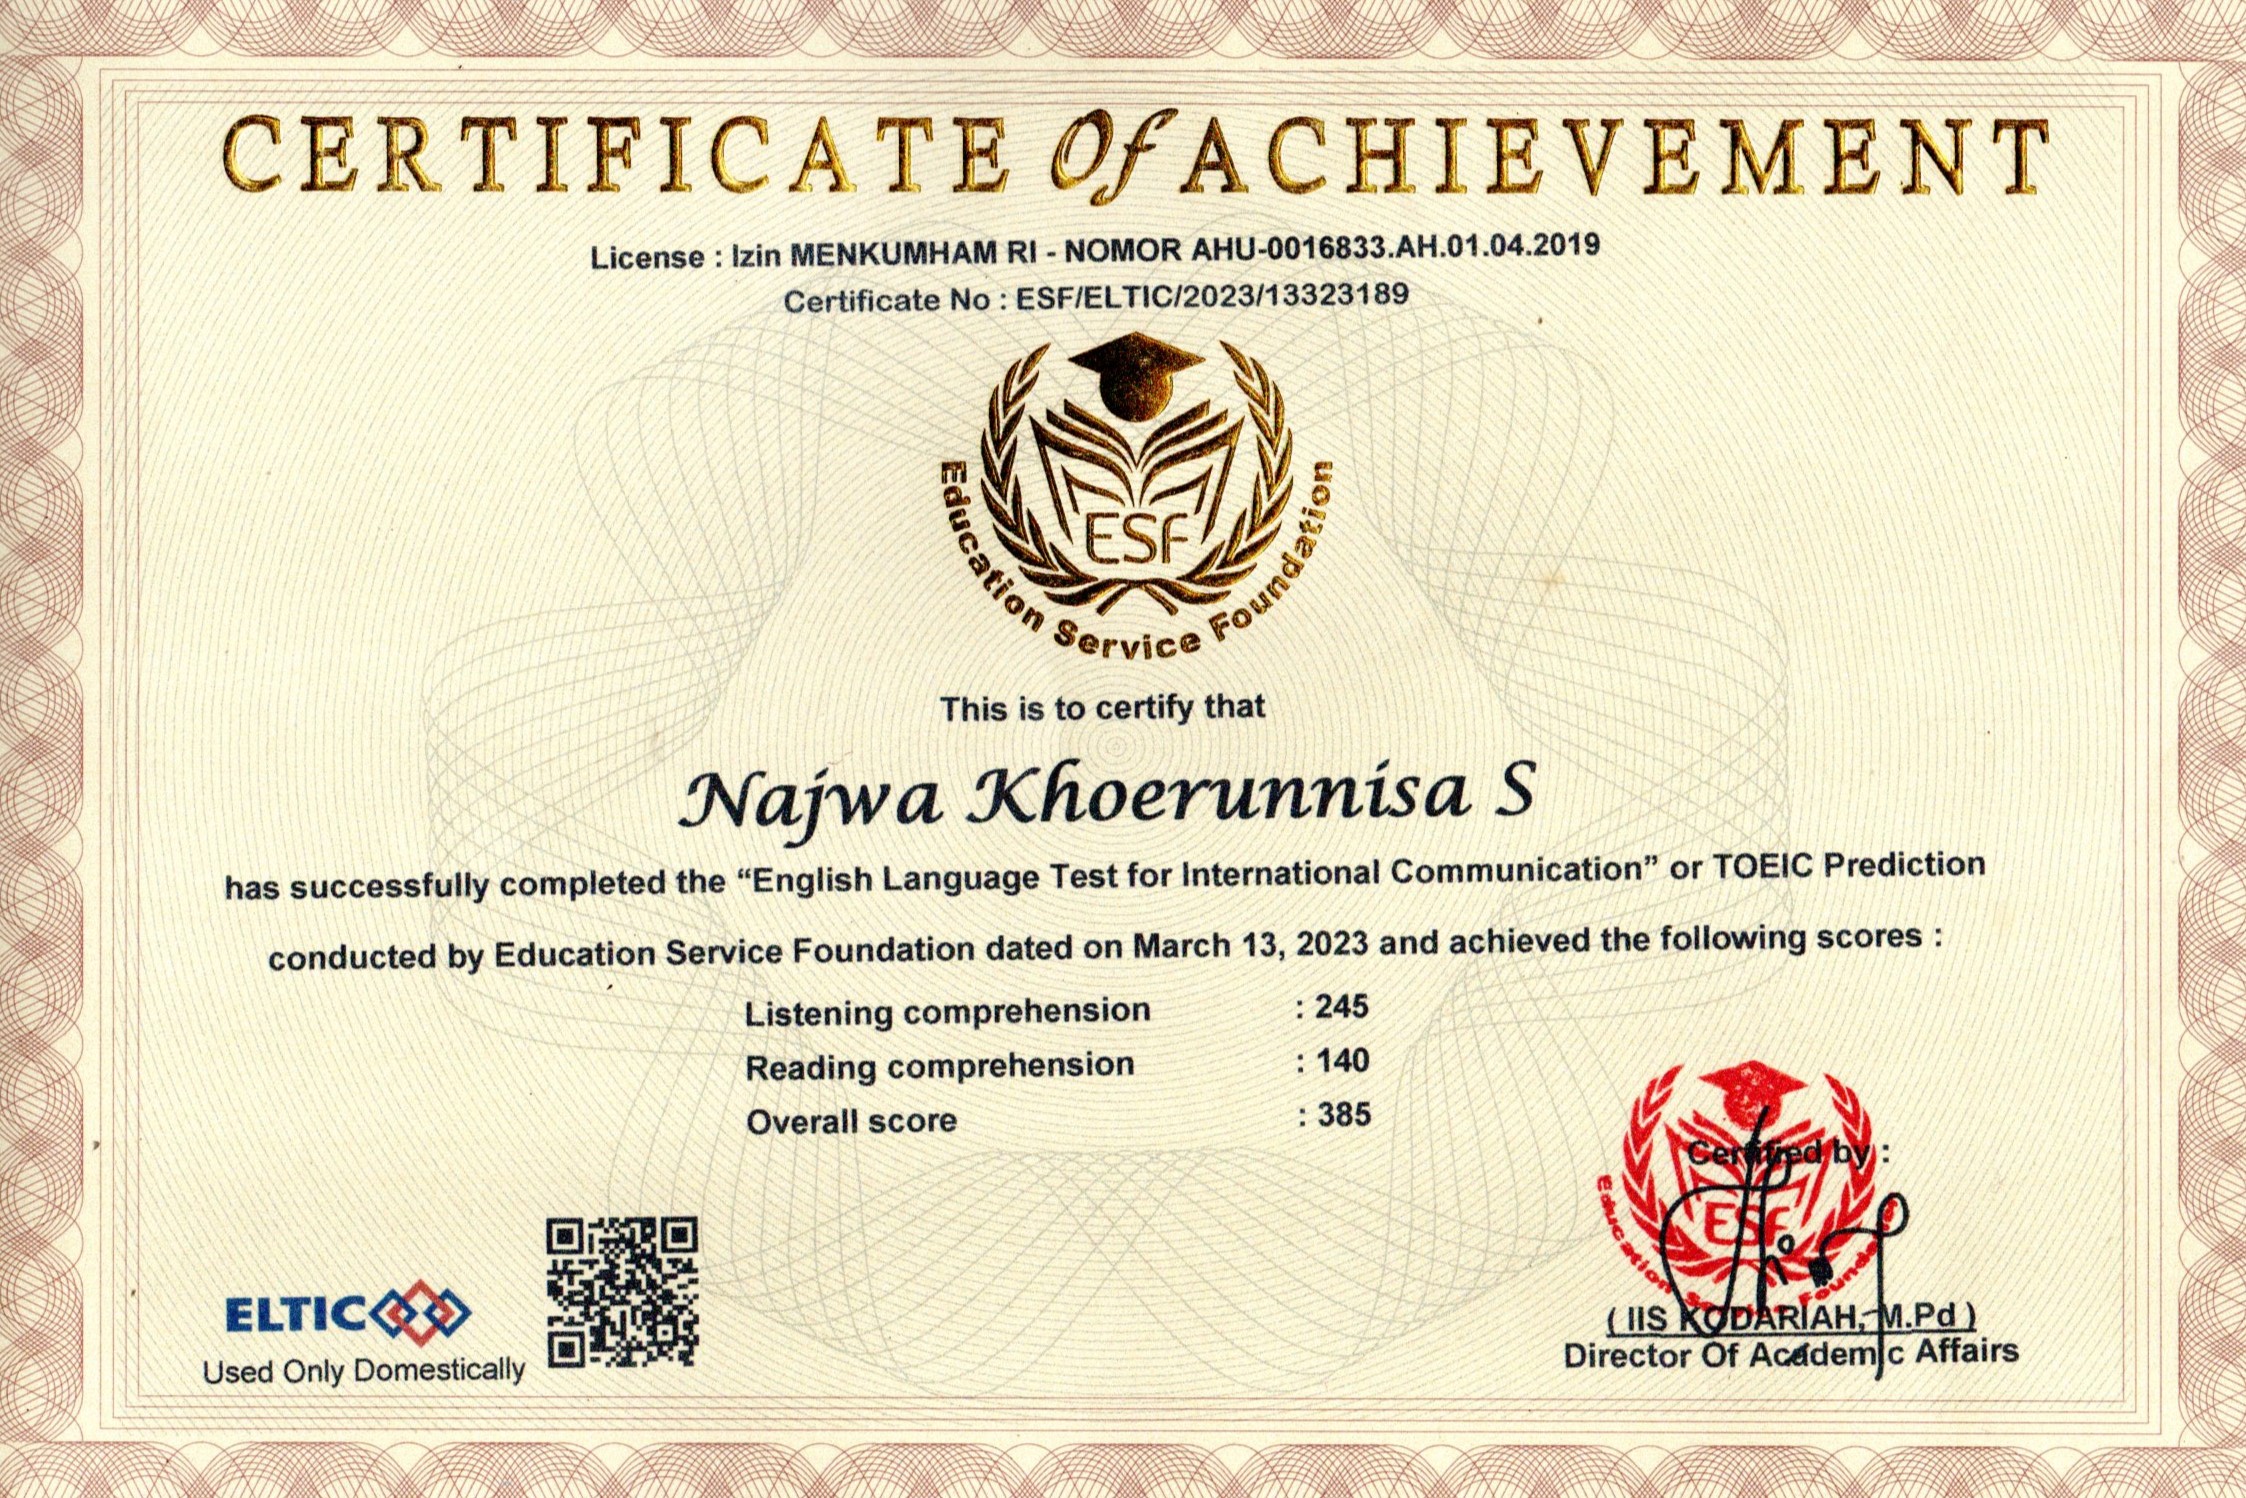 CERTIFICATE Of ACHIEVEMENT
License : Izin MENKUMHAM RI - NOMOR AHU-0016833.AH.01.04.2019
Certificate No : ESF/ELTIC/2023/13323189
ESF
Education Service Foundation
This is to certify that
Najwa Khoerunnisa S
has successfully completed the “English Language Test for International Communication” or TOEIC Prediction
conducted by Education Service Foundation dated on March 13, 2023 and achieved the following scores :
Listening comprehension : 245
Reading comprehension : 140
Overall score : 385
Certified by :
ESF
Education Service Foundation
( IIS KODARIAH, M.Pd )
Director Of Academic Affairs
ELTIC
Used Only Domestically